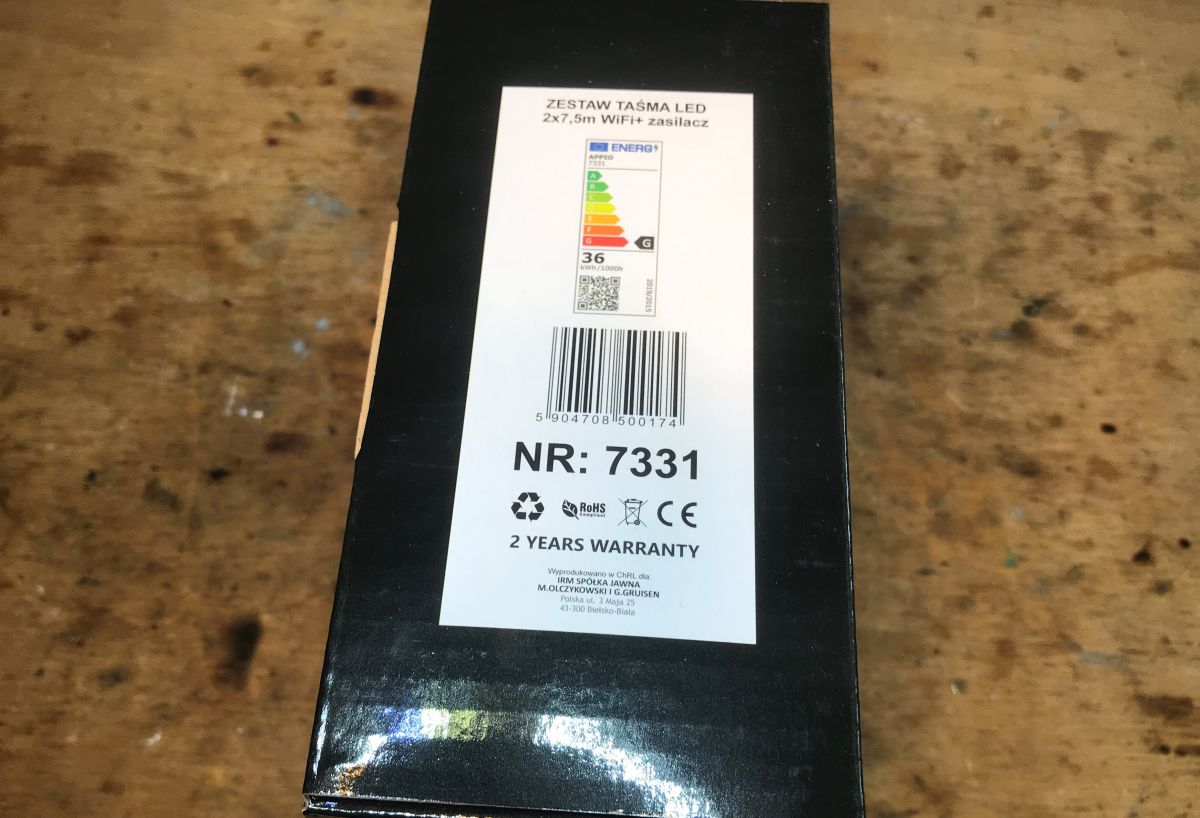 ZESTAW TAŚMA LED
2x7,5m WiFi+ zasilacz
ENERG
APPIO
7331
A
B
C
D
E
F
G
G
36
kWh/1000h
2019/2015
5 904708 500174
NR: 7331
RoHS
Compliant
CE
2 YEARS WARRANTY
Wyprodukowano w ChRL dla:
IRM SPÓŁKA JAWNA
M.OLCZYKOWSKI I G.GRUISEN
Polska ul. 3 Maja 25
43-300 Bielsko-Biała